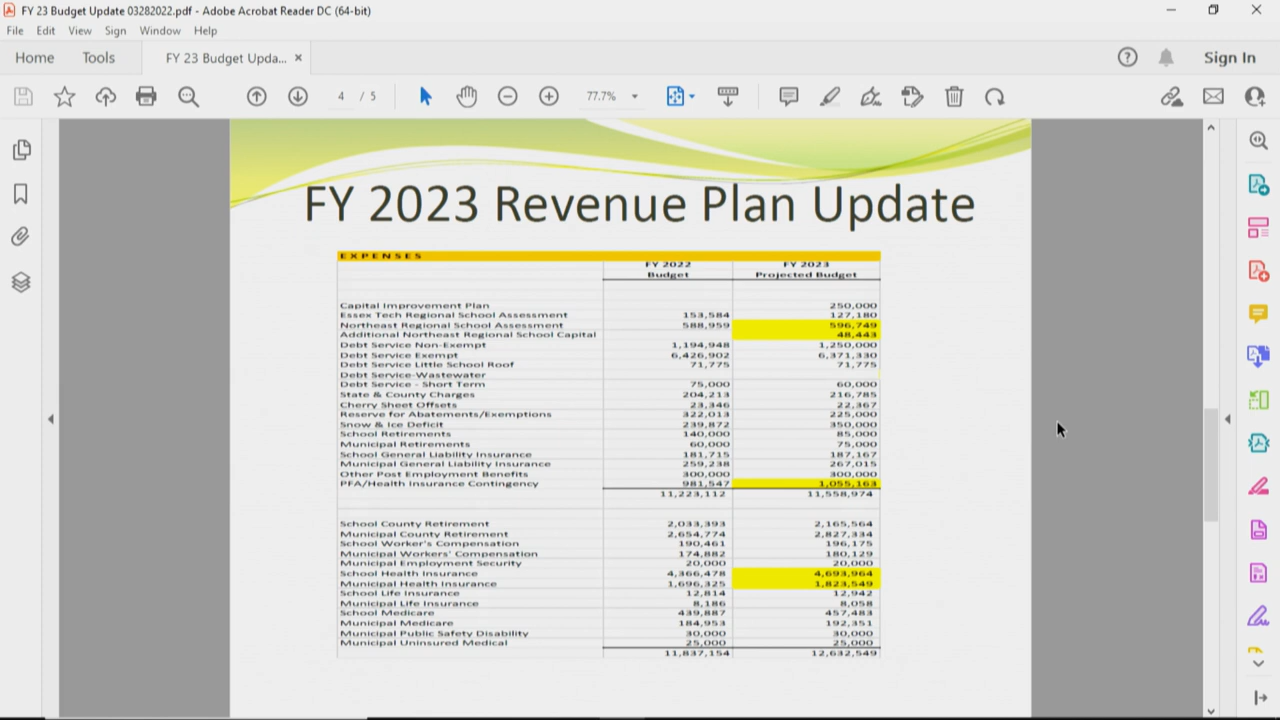 FY 23 Budget Update 03282022.pdf - Adobe Acrobat Reader DC (64-bit)
File Edit View Sign Window Help
Home Tools FY 23 Budget Upda... × Sign In
4 / 5 77.7%
FY 2023 Revenue Plan Update
EXPENSES
FY 2022 FY 2023
Budget Projected Budget
Capital Improvement Plan 250,000
Essex Tech Regional School Assessment 153,584 127,180
Northeast Regional School Assessment 588,959 596,749
Additional Northeast Regional School Capital 48,443
Debt Service Non-Exempt 1,194,948 1,250,000
Debt Service Exempt 6,426,902 6,371,330
Debt Service Little School Roof 71,775 71,775
Debt Service-Wastewater
Debt Service - Short Term 75,000 60,000
State & County Charges 204,213 216,785
Cherry Sheet Offsets 23,346 22,367
Reserve for Abatements/Exemptions 322,013 225,000
Snow & Ice Deficit 239,872 350,000
School Retirements 140,000 85,000
Municipal Retirements 60,000 75,000
School General Liability Insurance 181,715 187,167
Municipal General Liability Insurance 259,238 267,015
Other Post Employment Benefits 300,000 300,000
PFA/Health Insurance Contingency 981,547 1,055,163
11,223,112 11,558,974
School County Retirement 2,033,393 2,165,564
Municipal County Retirement 2,654,774 2,827,334
School Worker's Compensation 190,461 196,175
Municipal Workers' Compensation 174,882 180,129
Municipal Employment Security 20,000 20,000
School Health Insurance 4,366,478 4,693,964
Municipal Health Insurance 1,696,325 1,823,549
School Life Insurance 12,814 12,942
Municipal Life Insurance 8,186 8,058
School Medicare 439,887 457,483
Municipal Medicare 184,953 192,351
Municipal Public Safety Disability 30,000 30,000
Municipal Uninsured Medical 25,000 25,000
11,837,154 12,632,549